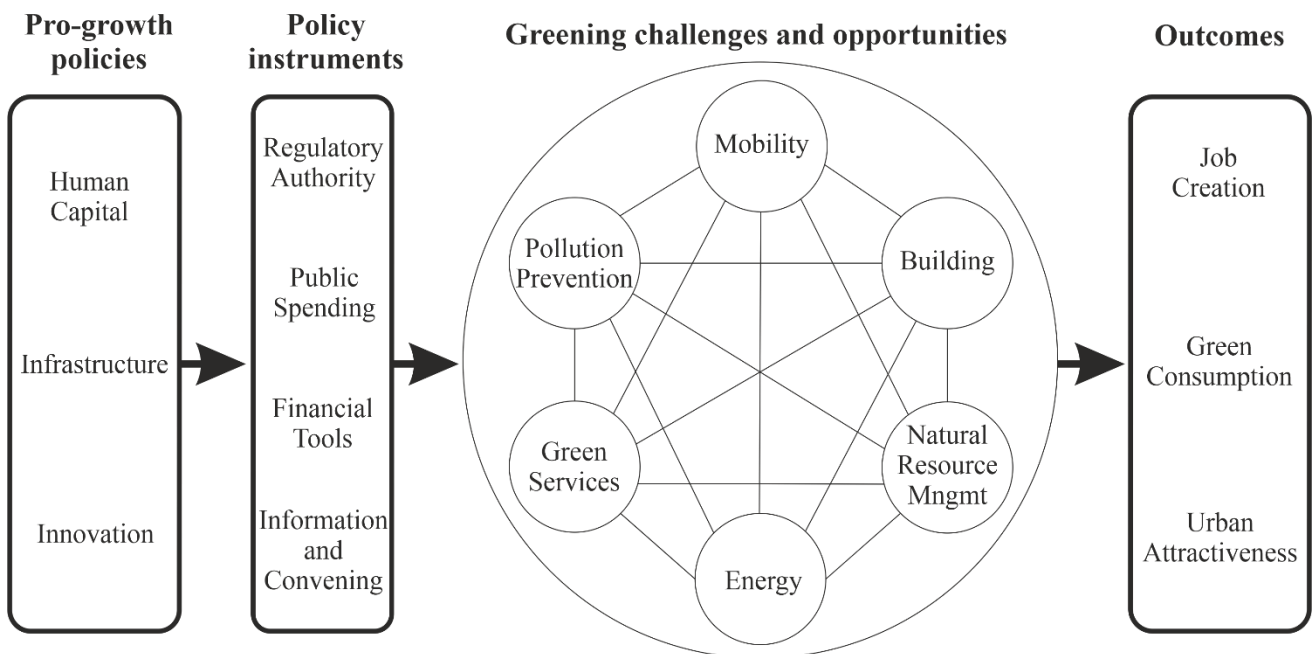 Pro-growth
policies
Human
Capital
Infrastructure
Innovation
Policy
instruments
Regulatory
Authority
Public
Spending
Financial
Tools
Information
and
Convening
Greening challenges and opportunities
Mobility
Pollution
Prevention
Building
Green
Services
Natural
Resource
Mngmt
Energy
Outcomes
Job
Creation
Green
Consumption
Urban
Attractiveness